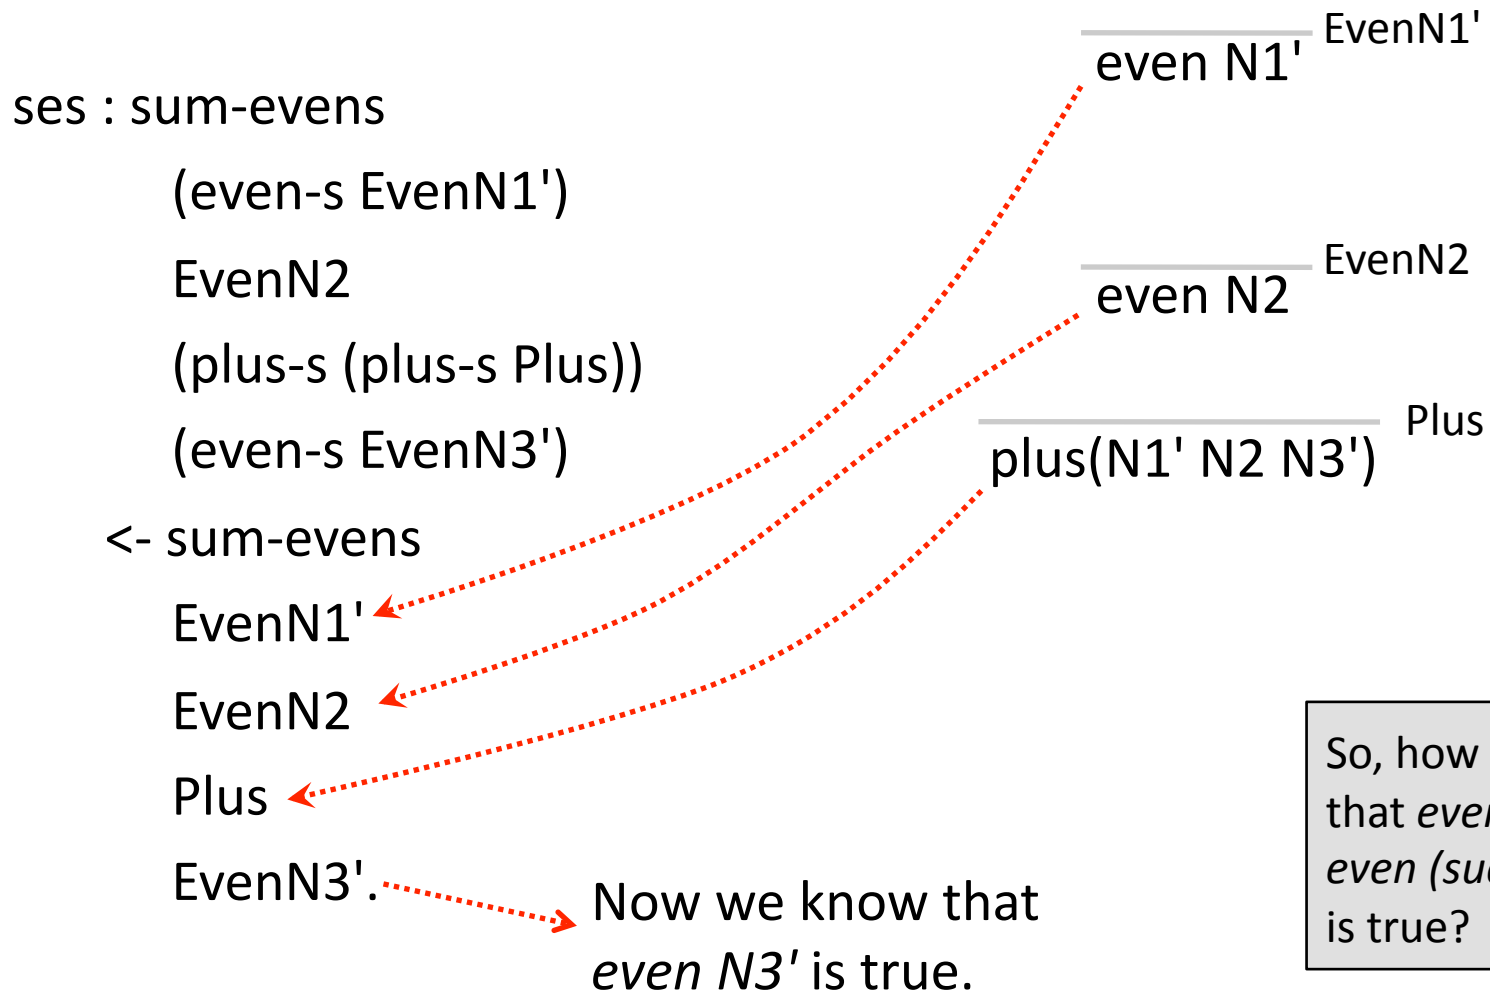 ses : sum-evens
(even-s EvenN1')
EvenN2
(plus-s (plus-s Plus))
(even-s EvenN3')
<- sum-evens
EvenN1'
EvenN2
Plus
EvenN3'.
Now we know that
even N3' is true.
EvenN1'
even N1'
EvenN2
even N2
Plus
plus(N1' N2 N3')
So, how
that
even (
is true?